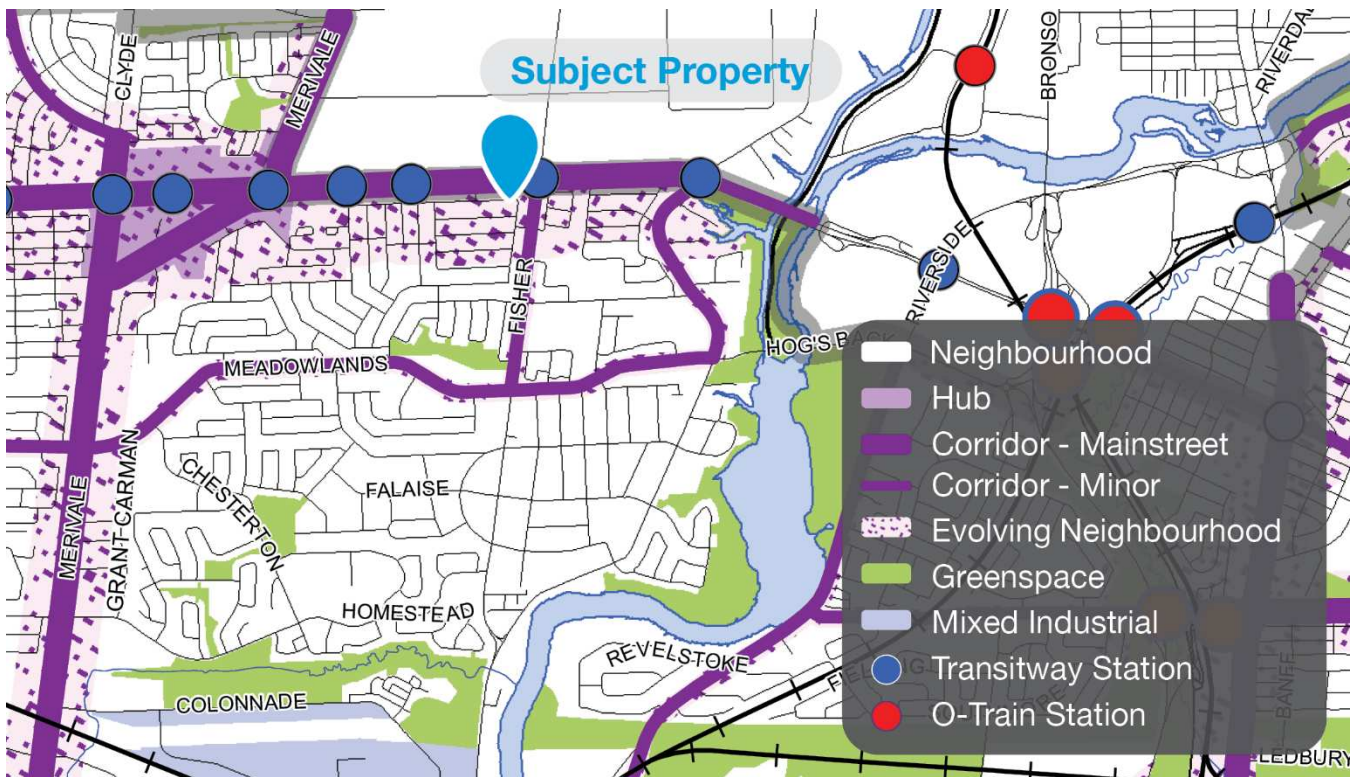 CLYDE
MERIVALE
Subject Property
BRONSO
RIVERDA
FISHER
RIVERSIDE
HOG'S BACK
MEADOWLANDS
MERIVALE
GRANT-CARMAN
CHESTERTON
FALAISE
HOMESTEAD
COLONNADE
REVELSTOKE
Neighbourhood
Hub
Corridor - Mainstreet
Corridor - Minor
Evolving Neighbourhood
Greenspace
Mixed Industrial
Transitway Station
O-Train Station
BANFF
LEDBURY